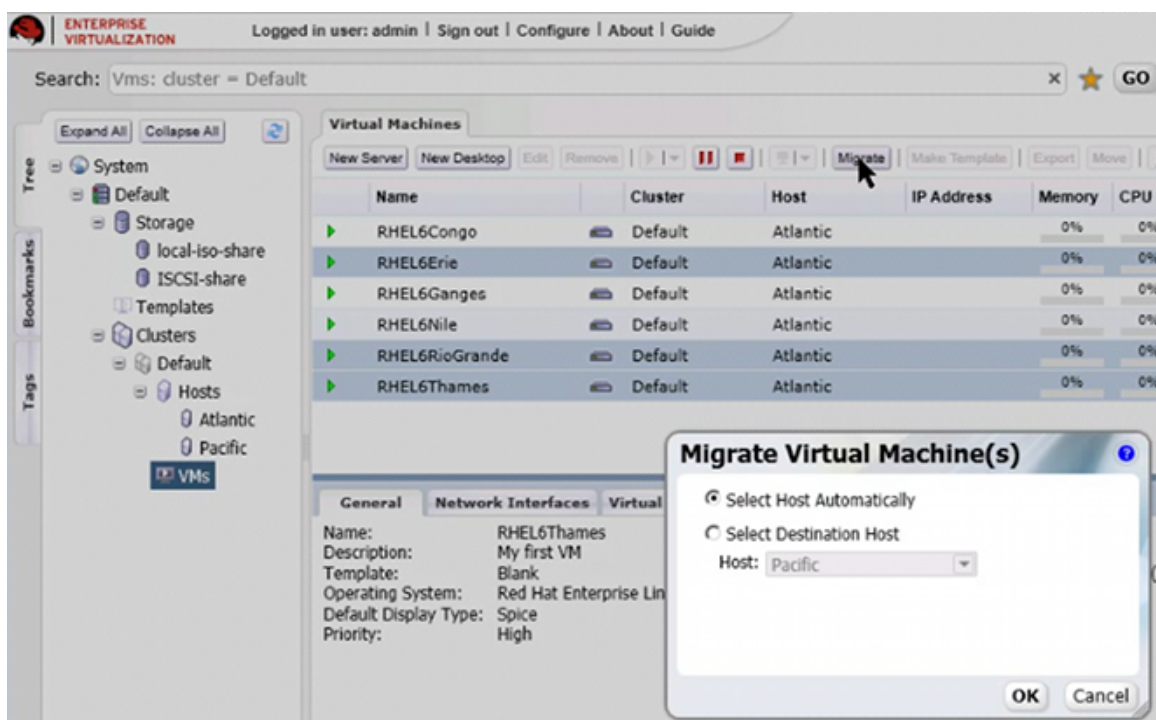 ENTERPRISE
VIRTUALIZATION
Logged in user: admin | Sign out | Configure | About | Guide
Search: Vms: cluster = Default × GO
Expand All Collapse All
Tree
Bookmarks
Tags
System
Default
Storage
local-iso-share
ISCSI-share
Templates
Clusters
Default
Hosts
Atlantic
Pacific
VMs
Virtual Machines
New Server New Desktop Edit Remove Migrate Make Template Export Move
Name Cluster Host IP Address Memory CPU
RHEL6Congo Default Atlantic 0% 0%
RHEL6Erie Default Atlantic 0% 0%
RHEL6Ganges Default Atlantic 0% 0%
RHEL6Nile Default Atlantic 0% 0%
RHEL6RioGrande Default Atlantic 0% 0%
RHEL6Thames Default Atlantic 0% 0%
General Network Interfaces Virtual
Name: RHEL6Thames
Description: My first VM
Template: Blank
Operating System: Red Hat Enterprise Lin
Default Display Type: Spice
Priority: High
Migrate Virtual Machine(s) ?
Select Host Automatically
Select Destination Host
Host: Pacific
OK Cancel